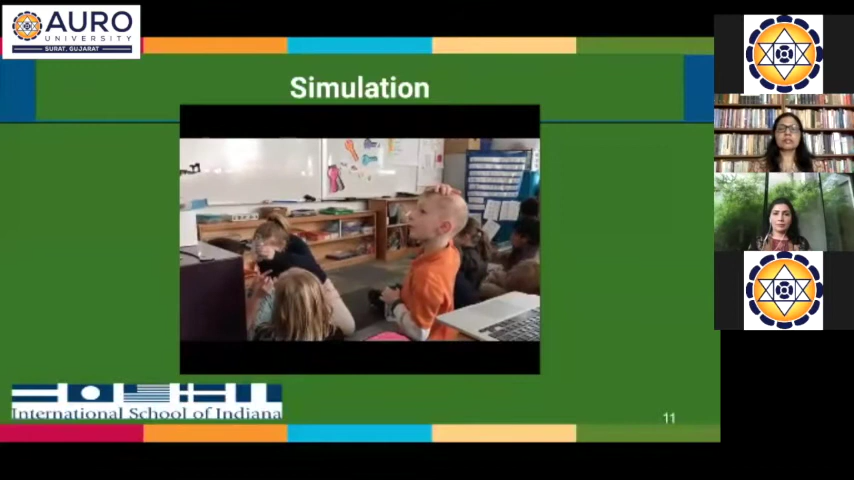 AURO
UNIVERSITY
SURAT. GUJARAT
Simulation
International School of Indiana
11